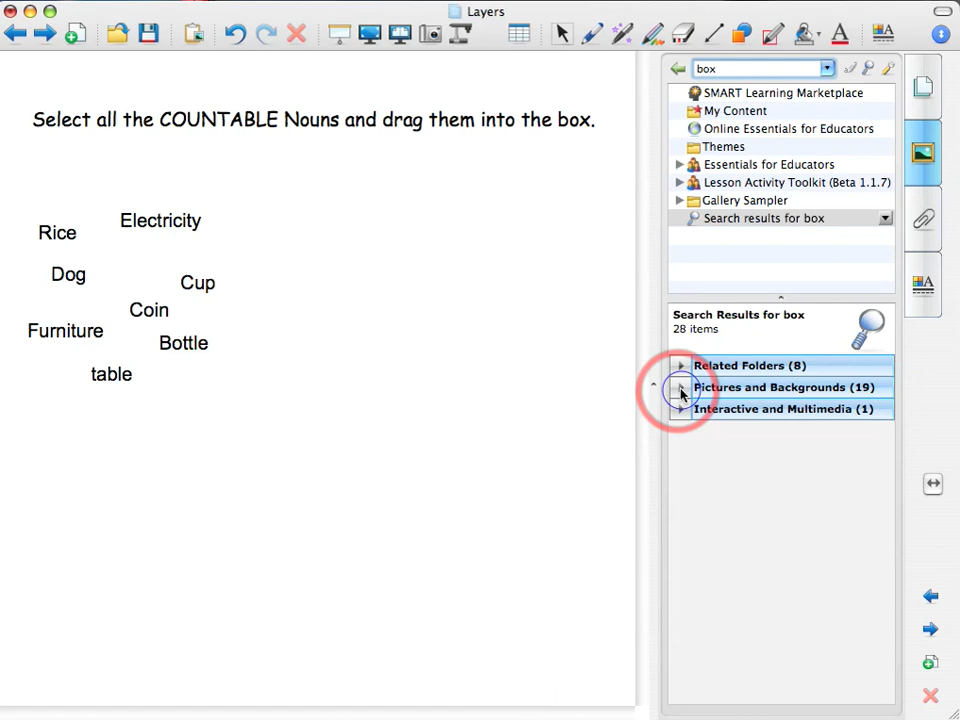 Layers
box
SMART Learning Marketplace
My Content
Online Essentials for Educators
Themes
Essentials for Educators
Lesson Activity Toolkit (Beta 1.1.7)
Gallery Sampler
Search results for box
Search Results for box
28 items
Related Folders (8)
Pictures and Backgrounds (19)
Interactive and Multimedia (1)
Select all the COUNTABLE Nouns and drag them into the box.
Electricity
Rice
Dog
Cup
Coin
Furniture
Bottle
table